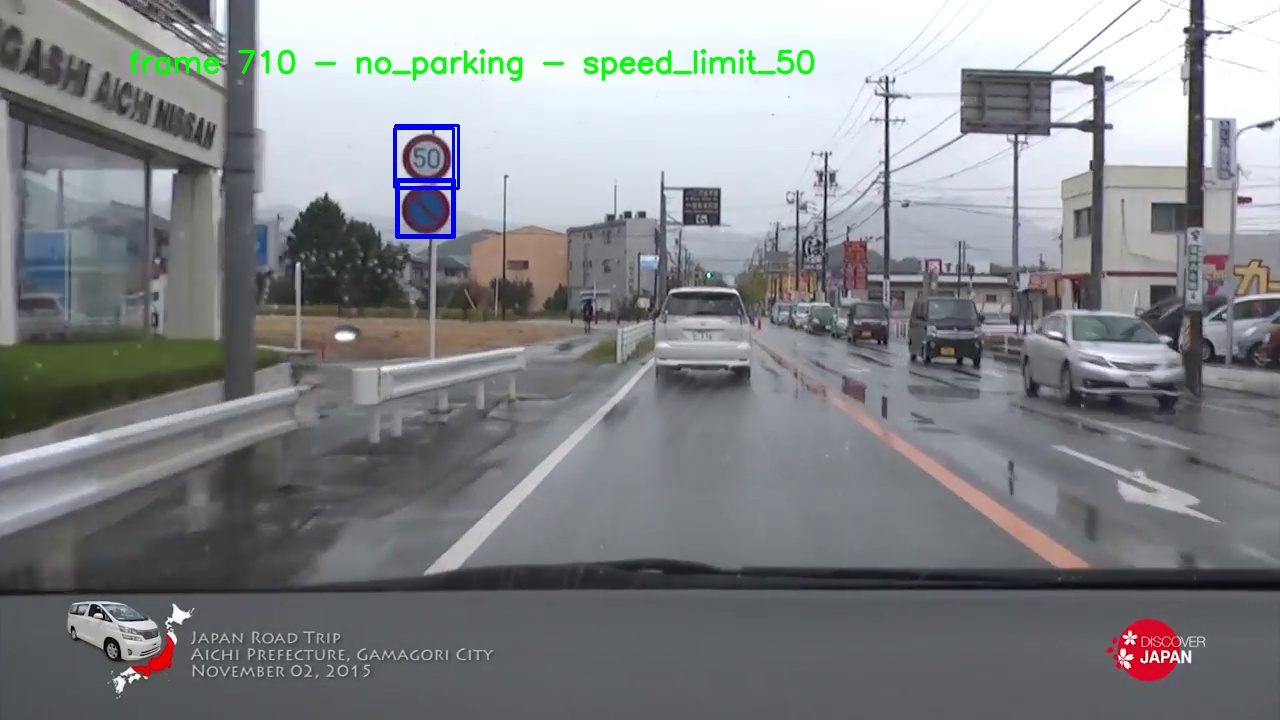 GASHI AICHI NISSAN
frame 710 - no_parking - speed_limit_50
50
カ
JAPAN ROAD TRIP
AICHI PREFECTURE, GAMAGORI CITY
NOVEMBER 02, 2015
DISCOVER
JAPAN